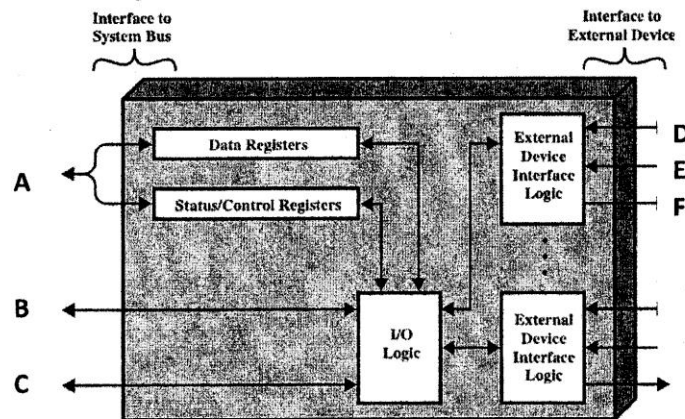 Interface to
System Bus
Interface to
External Device
Data Registers
Status/Control Registers
External
Device
Interface
Logic
A
D
E
F
B
C
I/O
Logic
External
Device
Interface
Logic